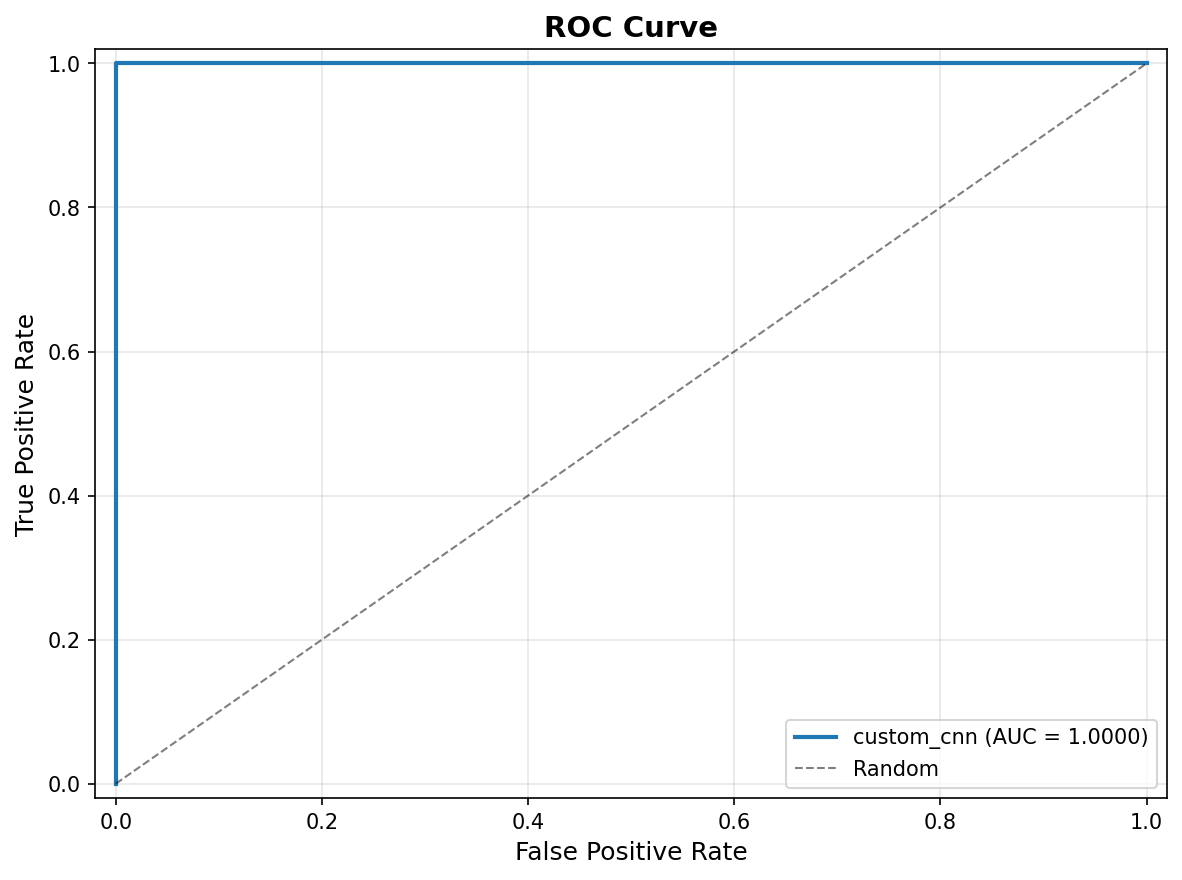 ROC Curve
True Positive Rate
1.0
0.8
0.6
0.4
0.2
0.0
custom_cnn (AUC = 1.0000)
Random
0.0 0.2 0.4 0.6 0.8 1.0
False Positive Rate